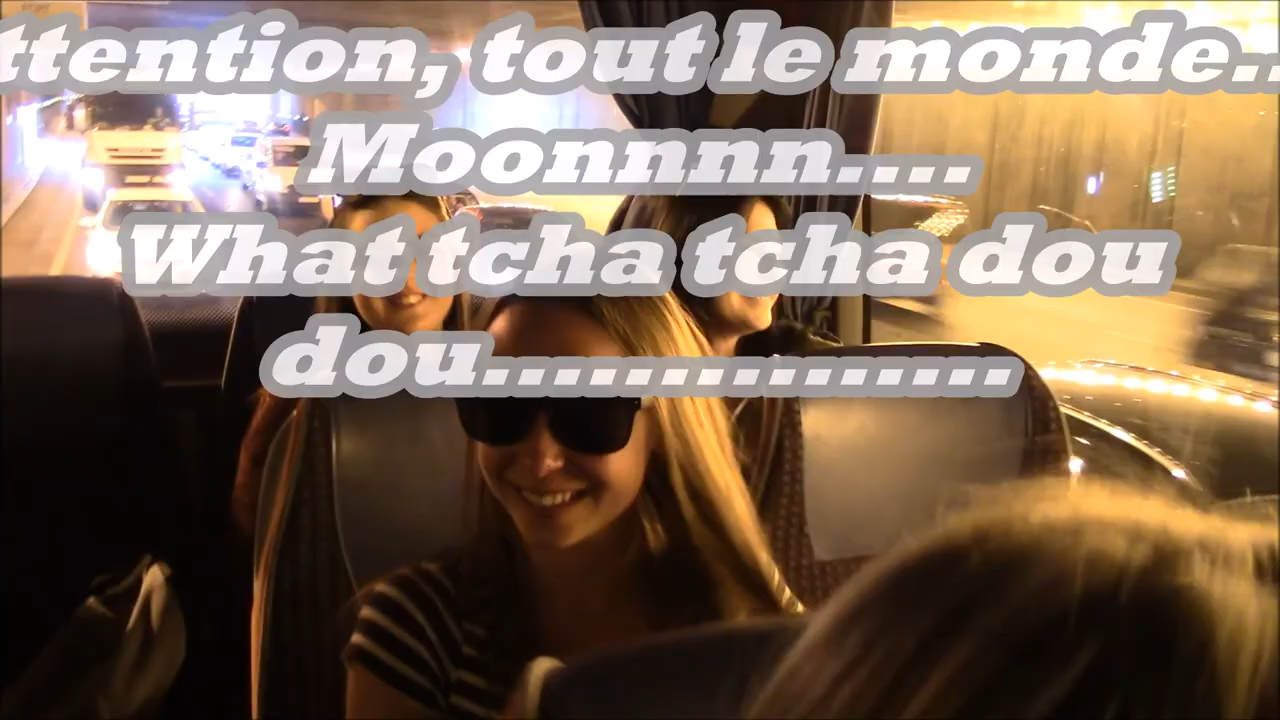 ttention, tout le monde..
Moonnnn....
What tcha tcha dou
dou...............